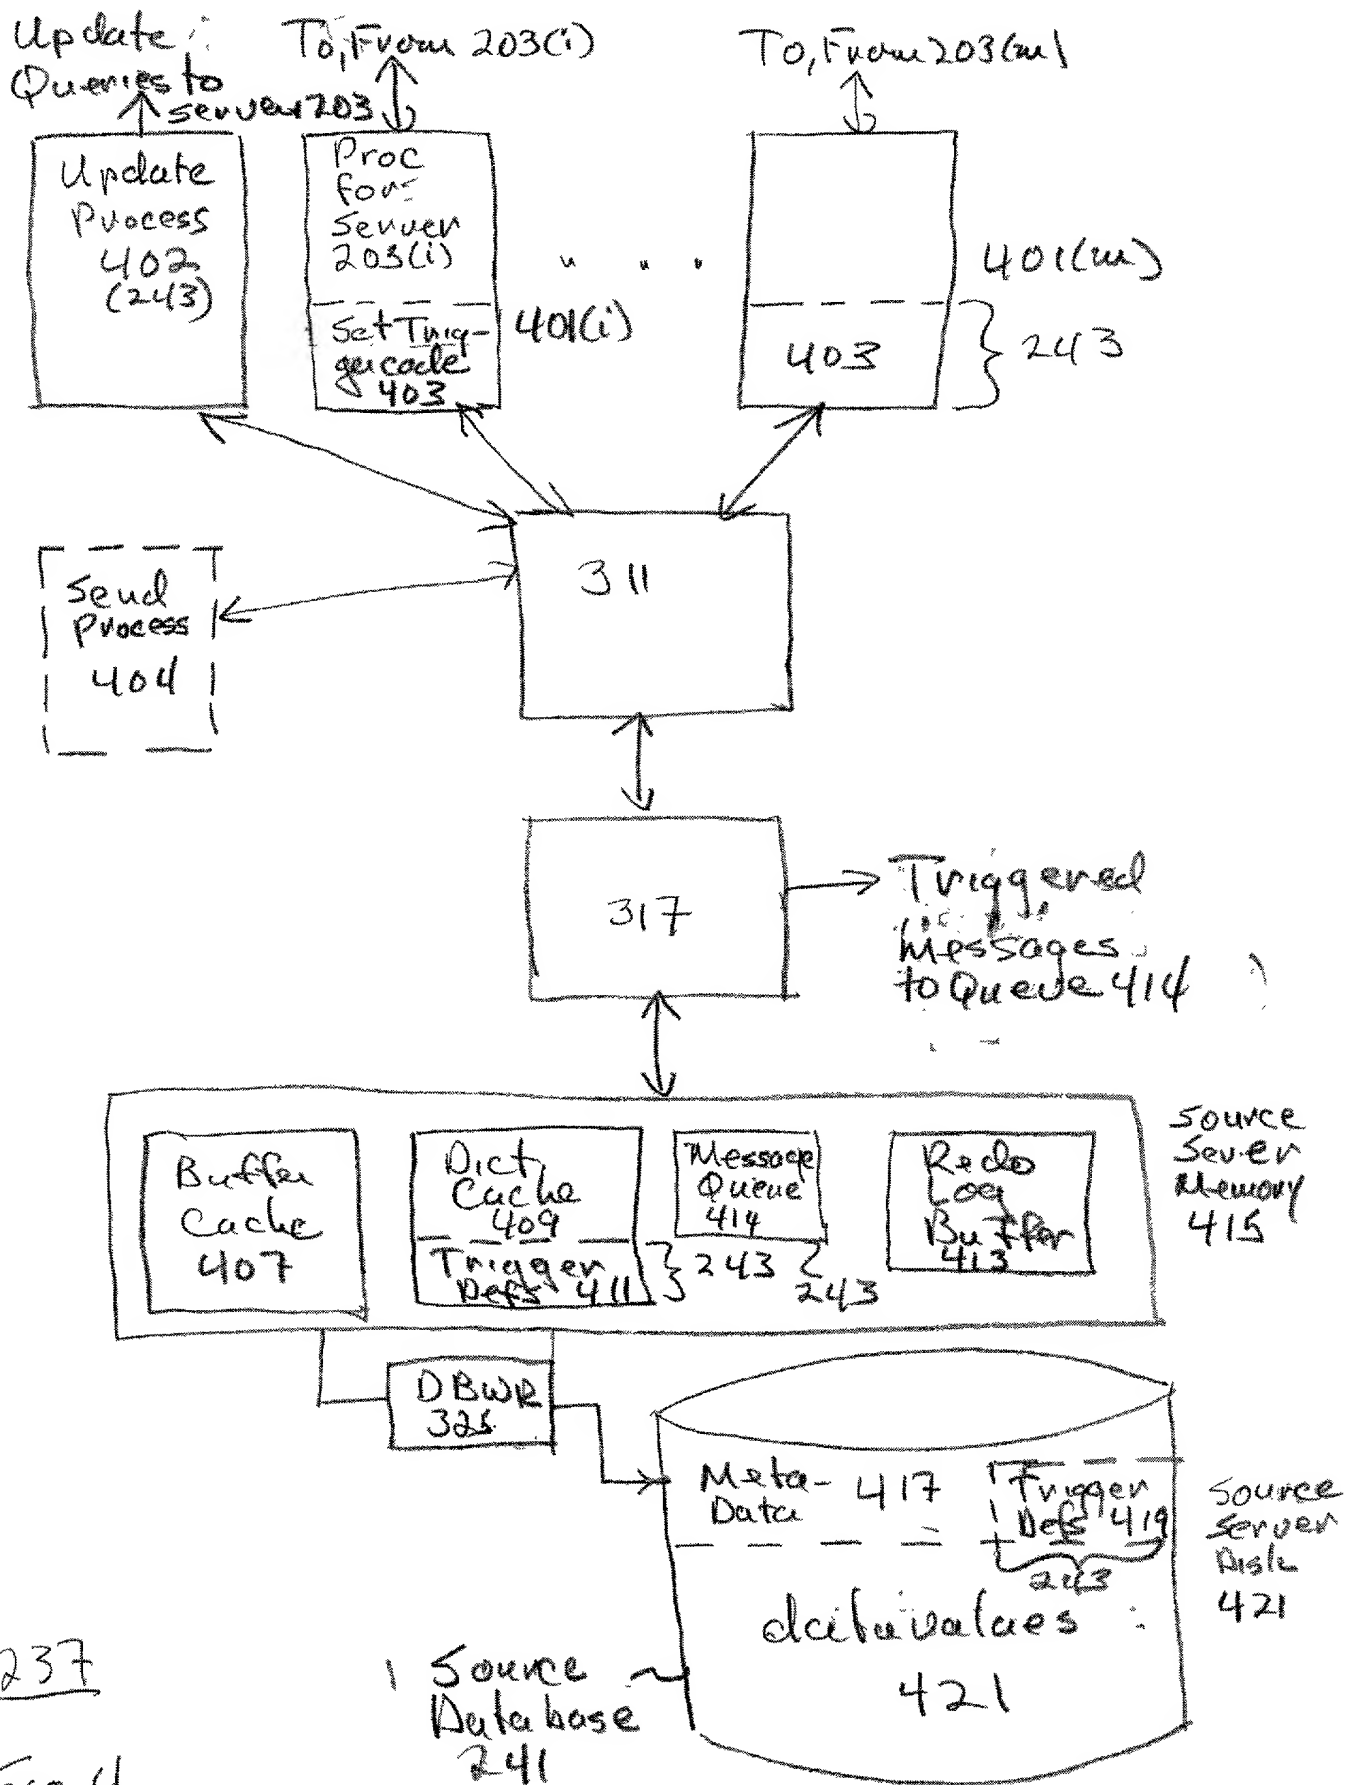 Update
Queries to
server 203
To, From 203(i)
To, From 203(m)
Update
Process
402
(243)
Proc
for
Server
203(i)
Set Trig-
ger code
403
401(i)
" " .
401(m)
403
243
311
Send
Process
404
317
Triggered
Messages
to Queue 414
Buffer
Cache
407
Dict,
Cache
409
Trigger
Defs 411
243
Message
Queue
414
243
Redo
Log
Buffer
413
Source
Sever
Memory
415
DBWR
325
Meta-
Data
417
Trigger
Defs 419
243
Source
Server
Disk
421
data values
421
Source
Database
241
237